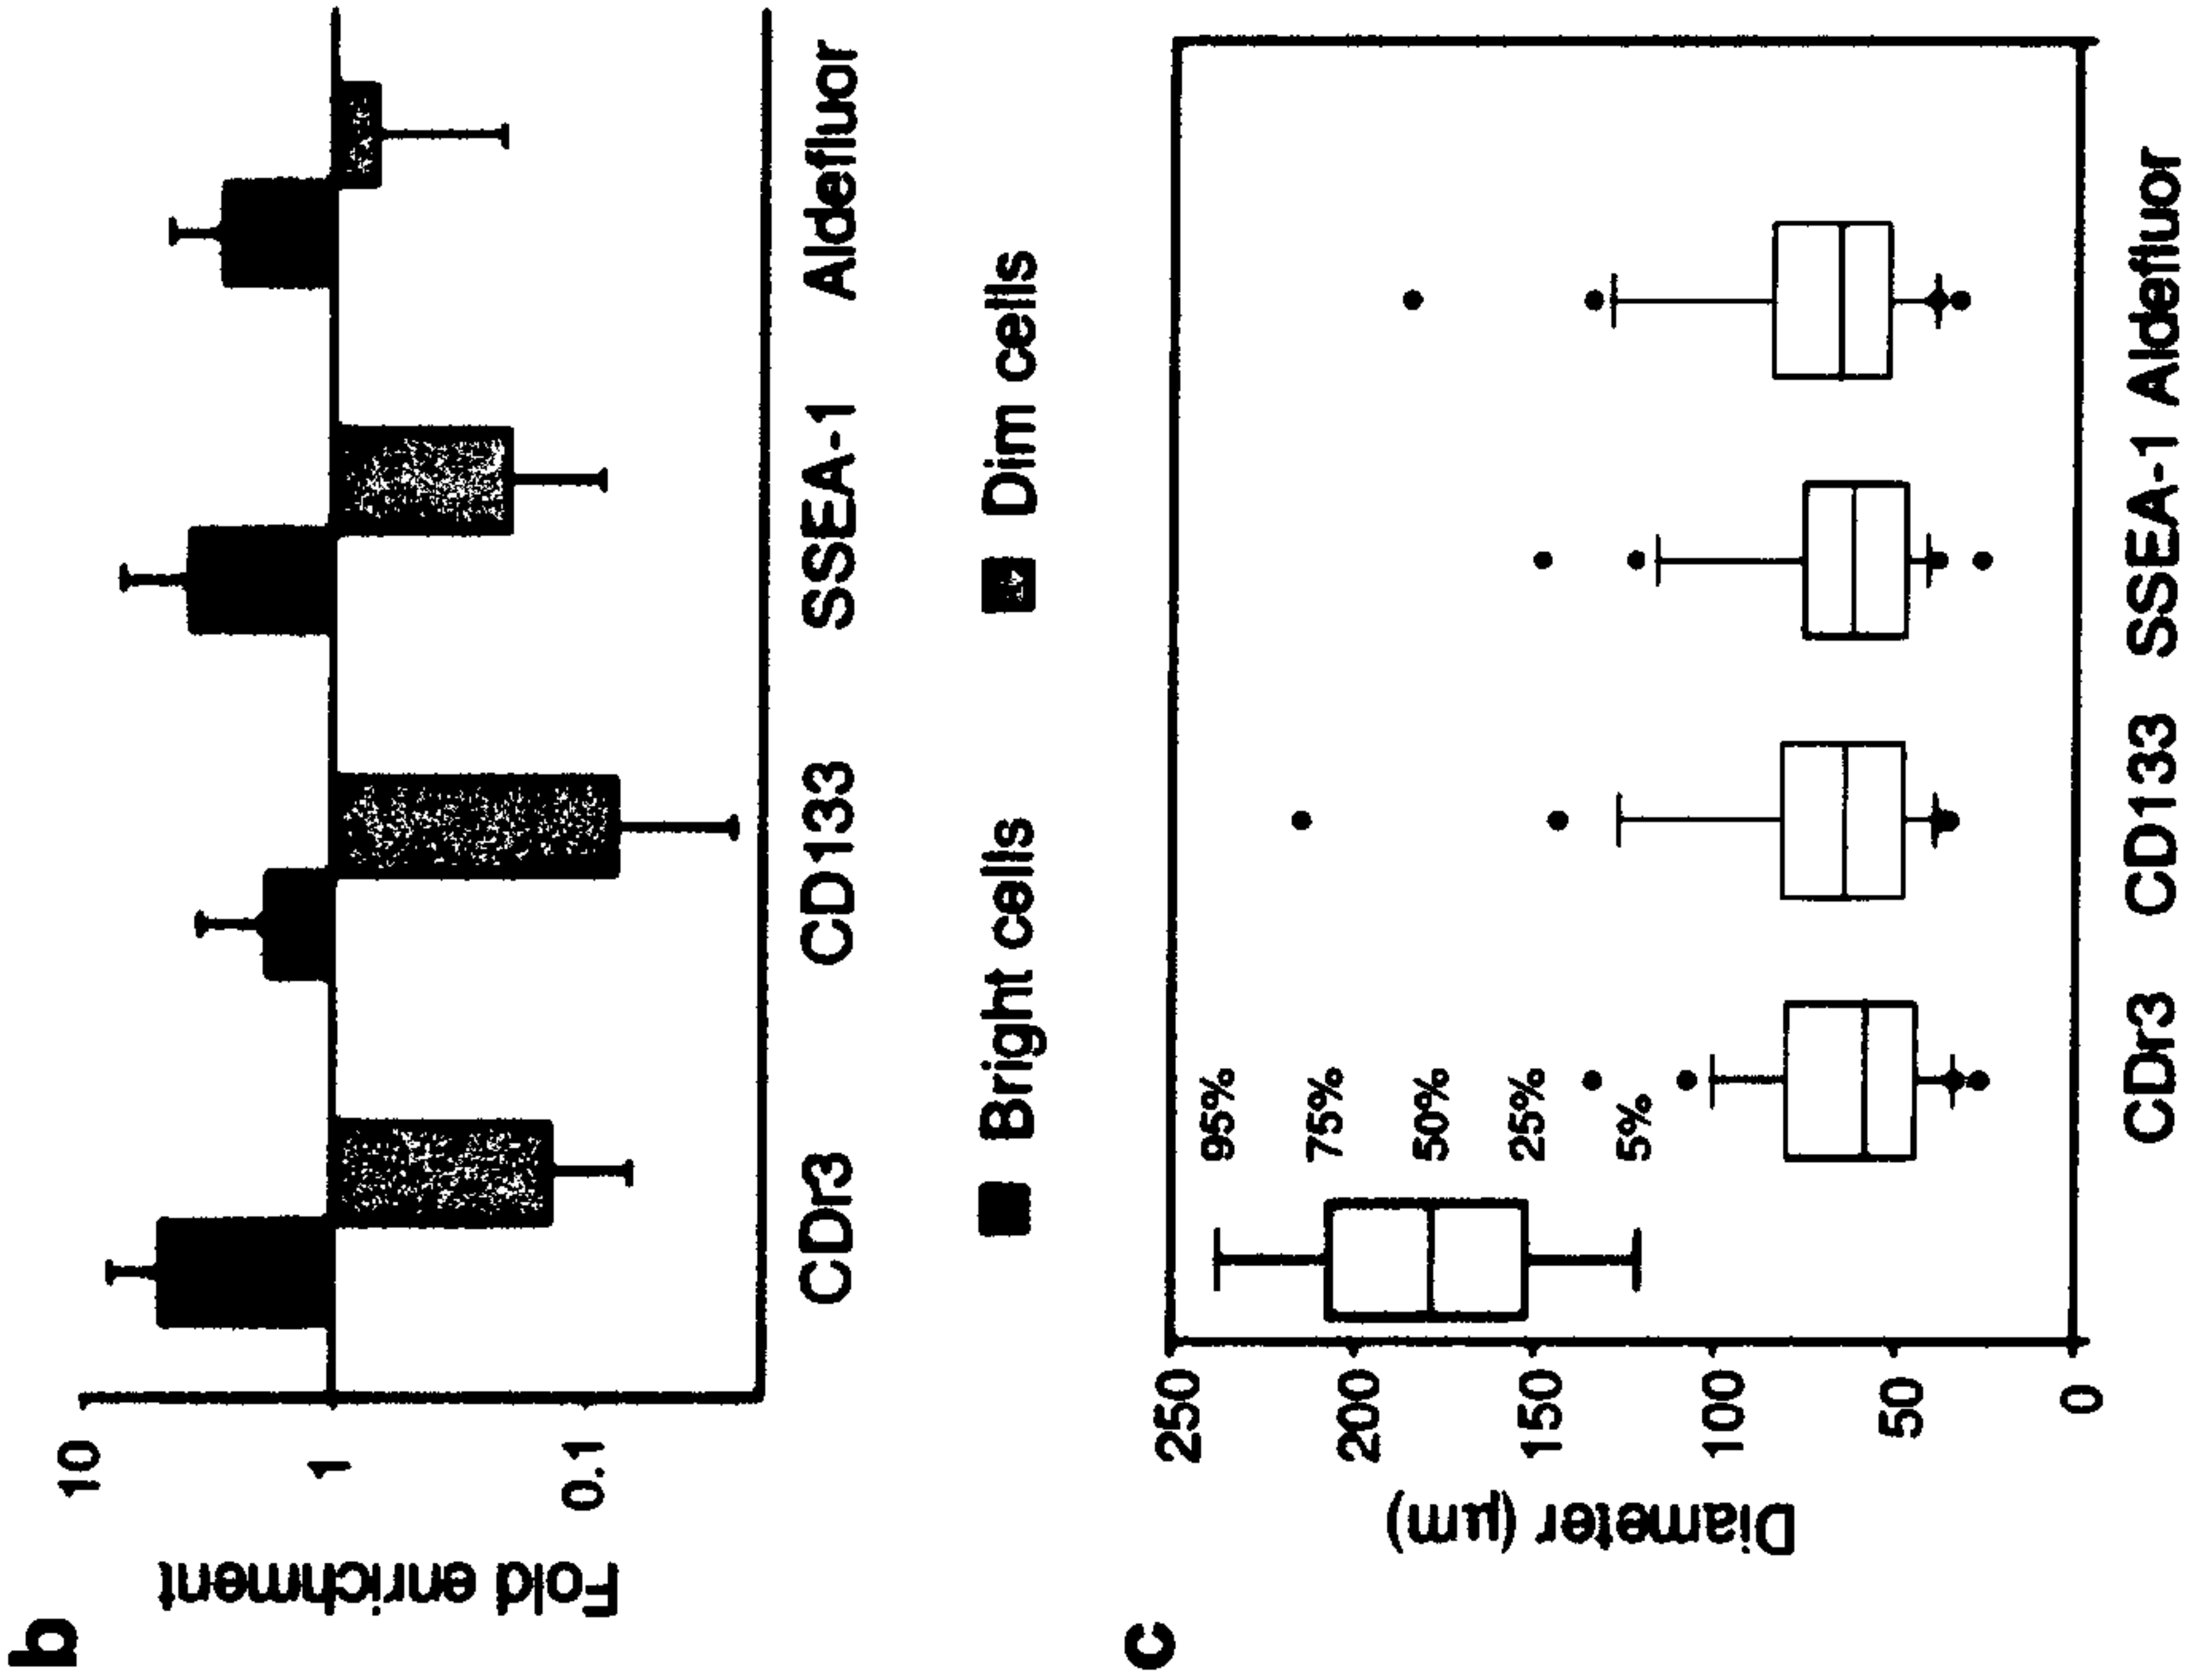 b
Fold enrichment
10
1
0.1
CDr3 CD133 SSEA-1 Aldefluor
Bright cells Dim cells
c
Diameter (µm)
250
200
150
100
50
0
95%
75%
50%
25%
5%
CDr3 CD133 SSEA-1 Aldefluor